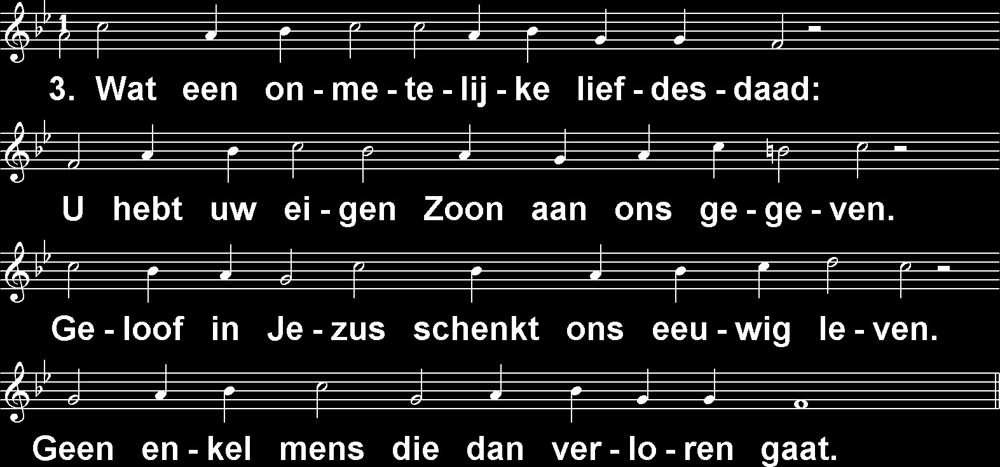 3. Wat een on - me - te - lij - ke lief - des - daad:
U hebt uw ei - gen Zoon aan ons ge - ge - ven.
Ge - loof in Je - zus schenkt ons eeu - wig le - ven.
Geen en - kel mens die dan ver - lo - ren gaat.